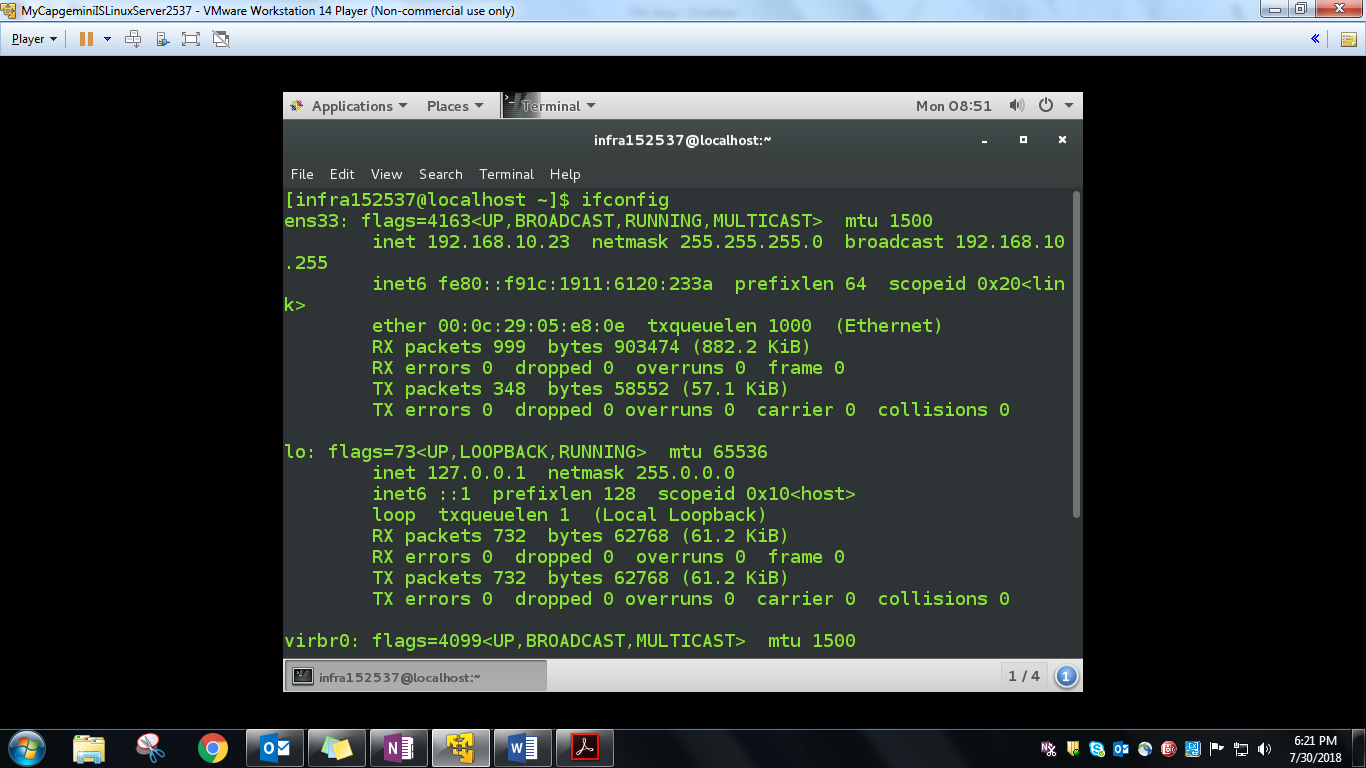 MyCapgeminiISLinuxServer2537 - VMware Workstation 14 Player (Non-commercial use only)
Player
Applications Places Terminal Mon 08:51
infra152537@localhost:~
File Edit View Search Terminal Help
[infra152537@localhost ~]$ ifconfig
ens33: flags=4163<UP,BROADCAST,RUNNING,MULTICAST>  mtu 1500
        inet 192.168.10.23  netmask 255.255.255.0  broadcast 192.168.10
.255
        inet6 fe80::f91c:1911:6120:233a  prefixlen 64  scopeid 0x20<lin
k>
        ether 00:0c:29:05:e8:0e  txqueuelen 1000  (Ethernet)
        RX packets 999  bytes 903474 (882.2 KiB)
        RX errors 0  dropped 0  overruns 0  frame 0
        TX packets 348  bytes 58552 (57.1 KiB)
        TX errors 0  dropped 0 overruns 0  carrier 0  collisions 0
lo: flags=73<UP,LOOPBACK,RUNNING>  mtu 65536
        inet 127.0.0.1  netmask 255.0.0.0
        inet6 ::1  prefixlen 128  scopeid 0x10<host>
        loop  txqueuelen 1  (Local Loopback)
        RX packets 732  bytes 62768 (61.2 KiB)
        RX errors 0  dropped 0  overruns 0  frame 0
        TX packets 732  bytes 62768 (61.2 KiB)
        TX errors 0  dropped 0 overruns 0  carrier 0  collisions 0
virbr0: flags=4099<UP,BROADCAST,MULTICAST>  mtu 1500
infra152537@localhost:~ 1 / 4 1
6:21 PM
7/30/2018